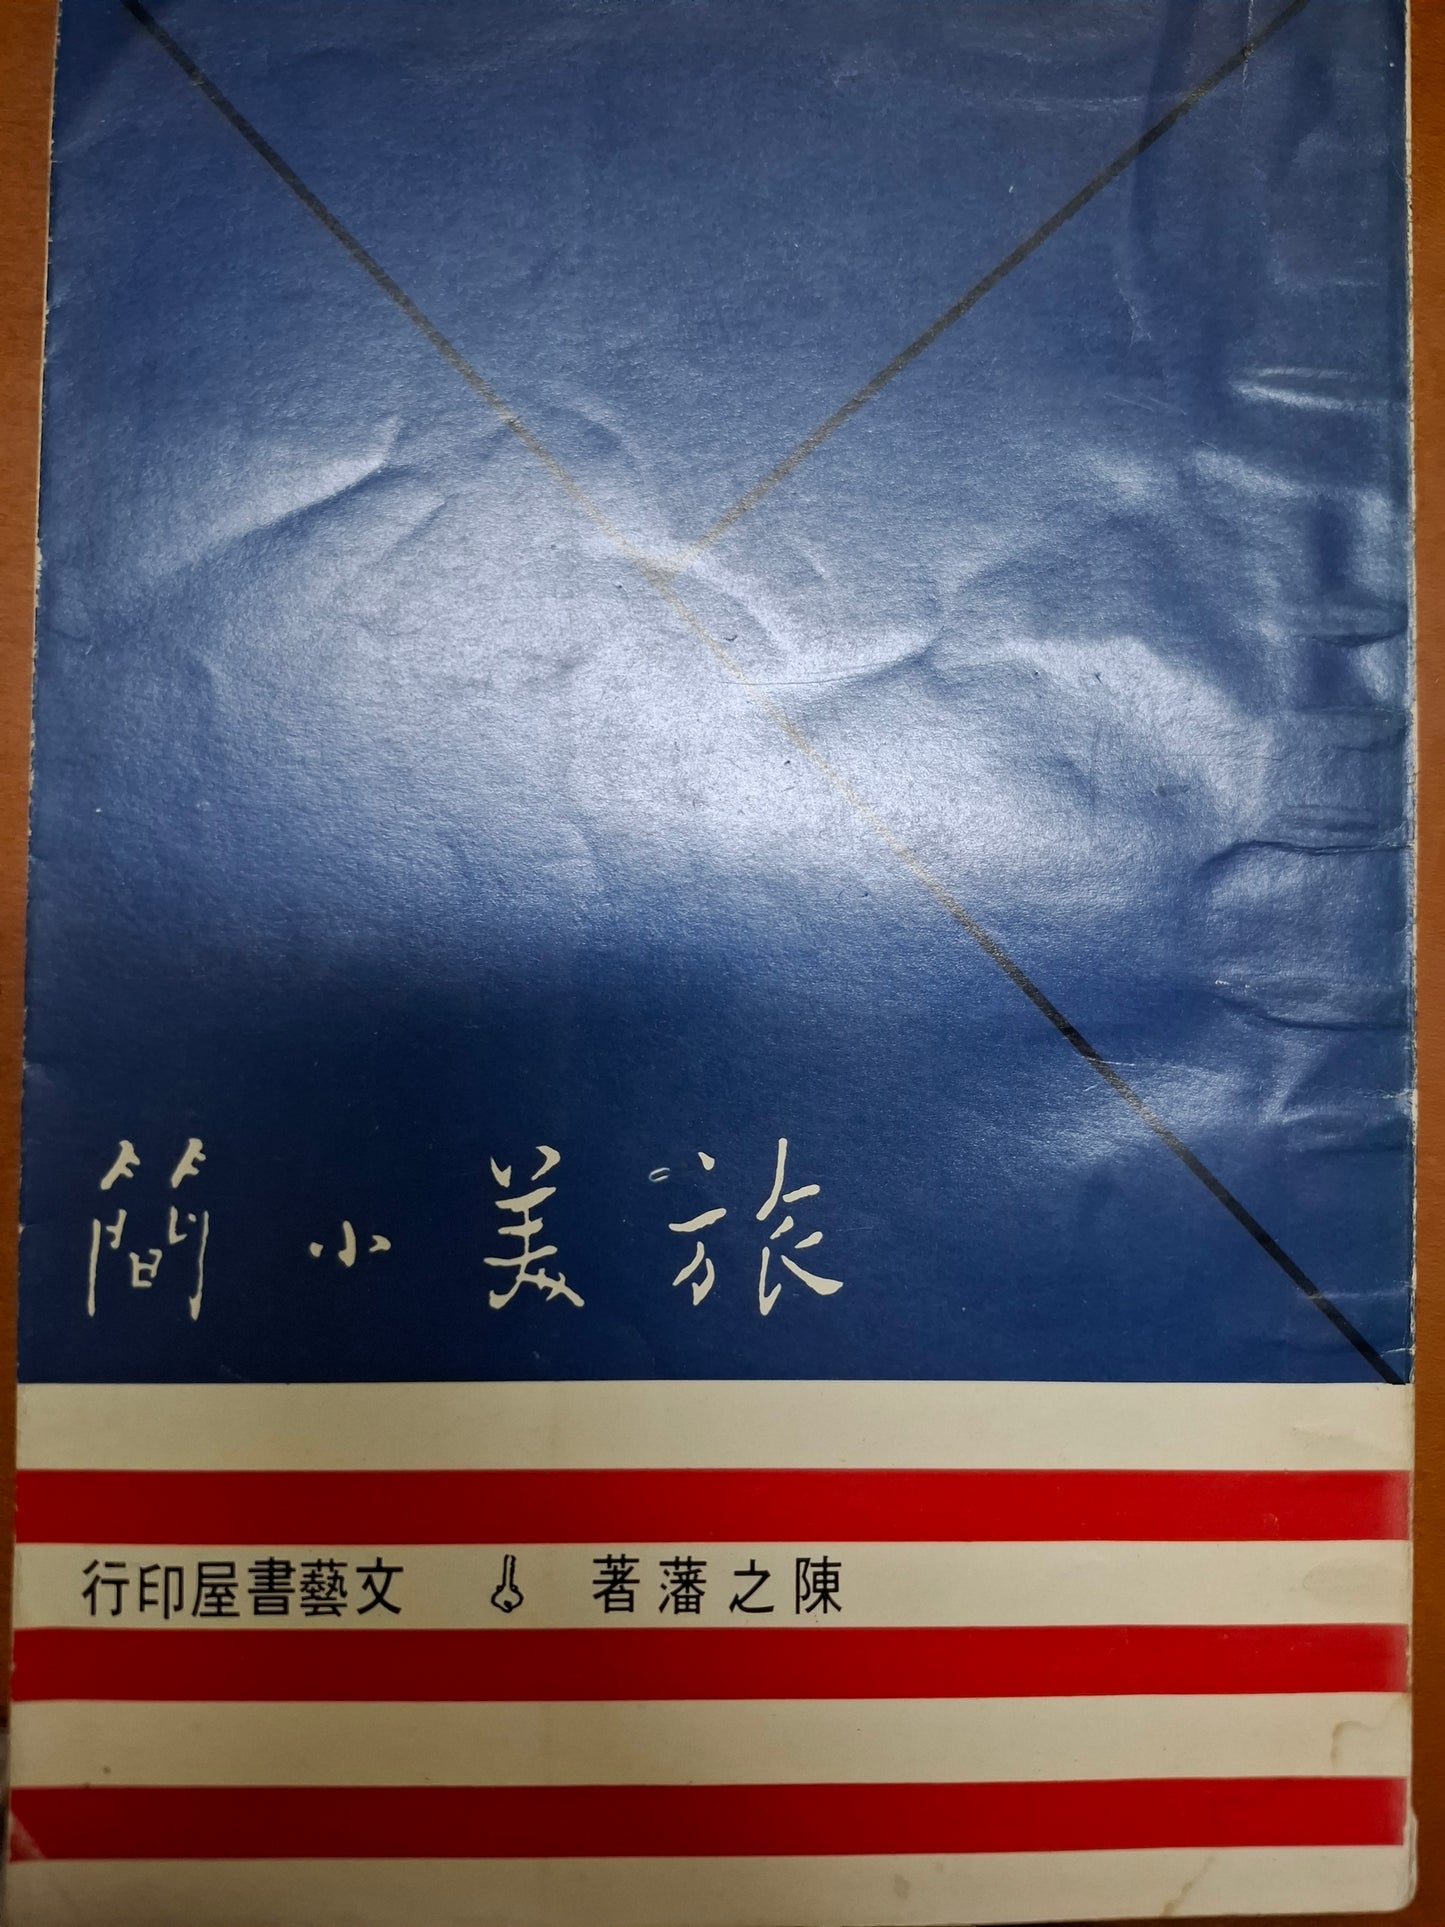 旅美小簡
陳之藩著 文藝書屋印行